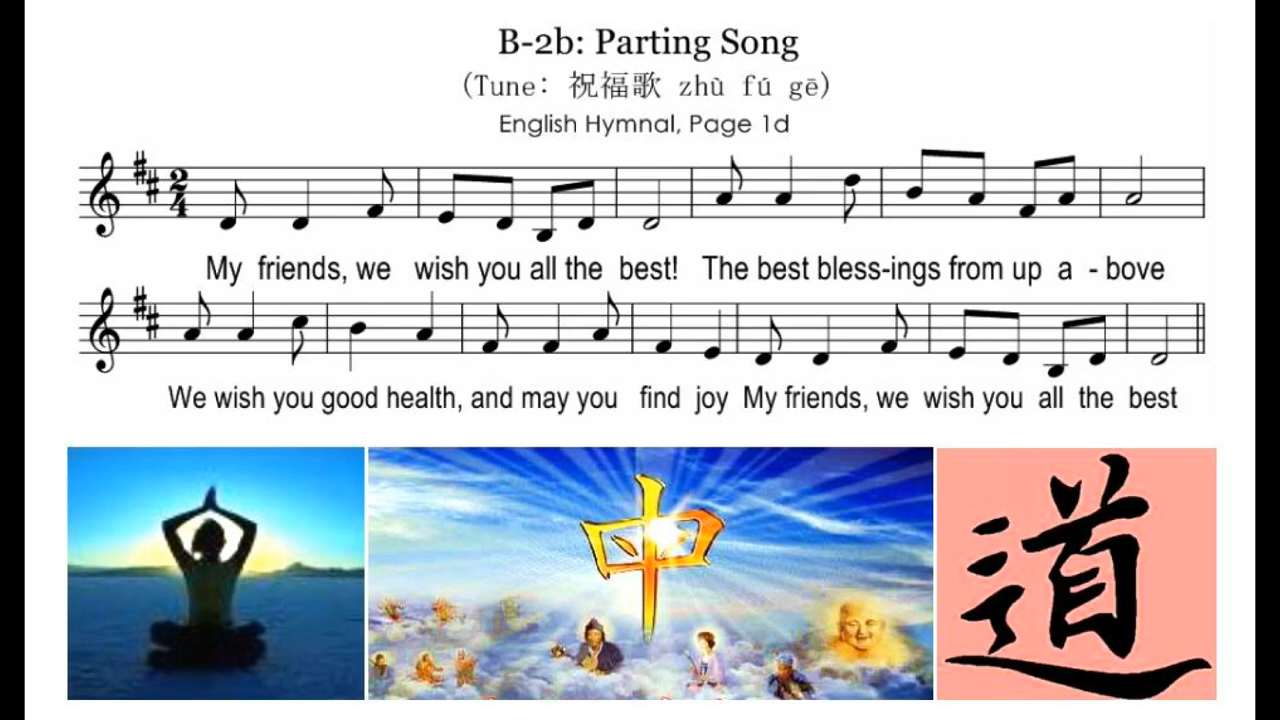 B-2b: Parting Song
(Tune: 祝福歌 zhù fú gē)
English Hymnal, Page 1d
2
4
My friends, we wish you all the best! The best bless-ings from up a - bove
We wish you good health, and may you find joy My friends, we wish you all the best
中
道